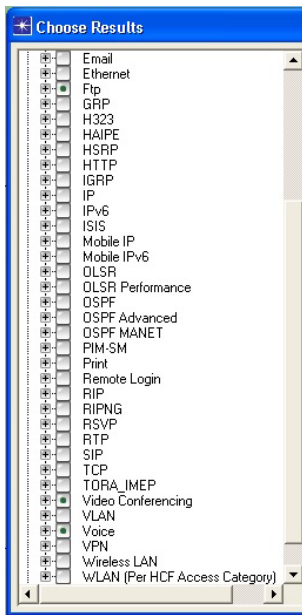 Choose Results
Email
Ethernet
Ftp
GRP
H323
HAIPE
HSRP
HTTP
IGRP
IP
IPv6
ISIS
Mobile IP
Mobile IPv6
OLSR
OLSR Performance
OSPF
OSPF Advanced
OSPF MANET
PIM-SM
Print
Remote Login
RIP
RIPNG
RSVP
RTP
SIP
TCP
TORA_IMEP
Video Conferencing
VLAN
Voice
VPN
Wireless LAN
WLAN (Per HCF Access Category)